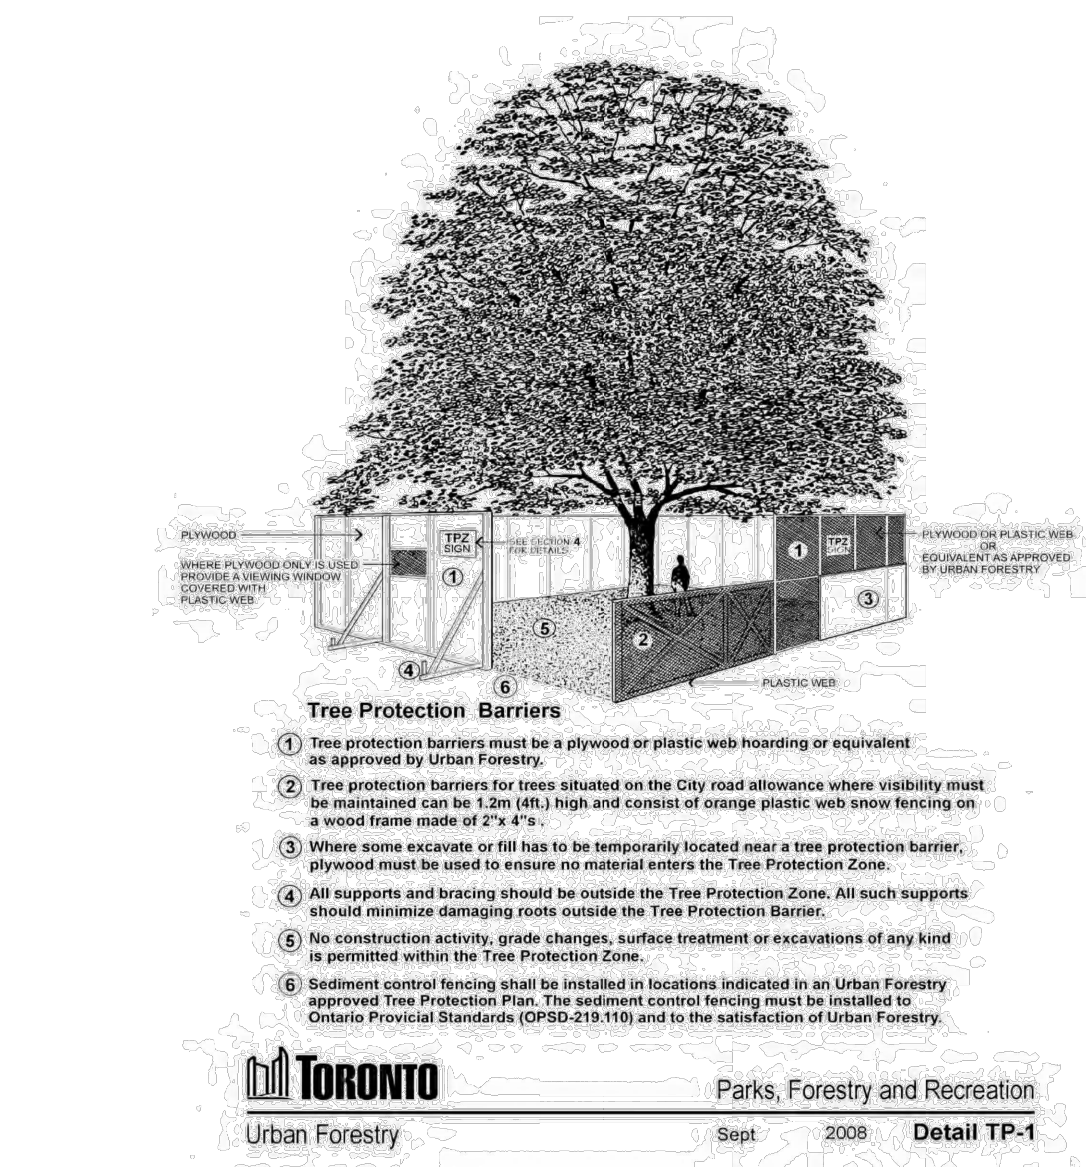 PLYWOOD
WHERE PLYWOOD ONLY IS USED
PROVIDE A VIEWING WINDOW
COVERED WITH
PLASTIC WEB
TPZ
SIGN
SEE SECTION 4
FOR DETAILS
1
1
TPZ
SIGN
PLYWOOD OR PLASTIC WEB
OR
EQUIVALENT AS APPROVED
BY URBAN FORESTRY
3
5
2
4
6
PLASTIC WEB
Tree Protection Barriers
1 Tree protection barriers must be a plywood or plastic web hoarding or equivalent
as approved by Urban Forestry.
2 Tree protection barriers for trees situated on the City road allowance where visibility must
be maintained can be 1.2m (4ft.) high and consist of orange plastic web snow fencing on
a wood frame made of 2"x 4"s .
3 Where some excavate or fill has to be temporarily located near a tree protection barrier,
plywood must be used to ensure no material enters the Tree Protection Zone.
4 All supports and bracing should be outside the Tree Protection Zone. All such supports
should minimize damaging roots outside the Tree Protection Barrier.
5 No construction activity, grade changes, surface treatment or excavations of any kind
is permitted within the Tree Protection Zone.
6 Sediment control fencing shall be installed in locations indicated in an Urban Forestry
approved Tree Protection Plan. The sediment control fencing must be installed to
Ontario Provicial Standards (OPSD-219.110) and to the satisfaction of Urban Forestry.
TORONTO
Parks, Forestry and Recreation
Urban Forestry
Sept 2008 Detail TP-1